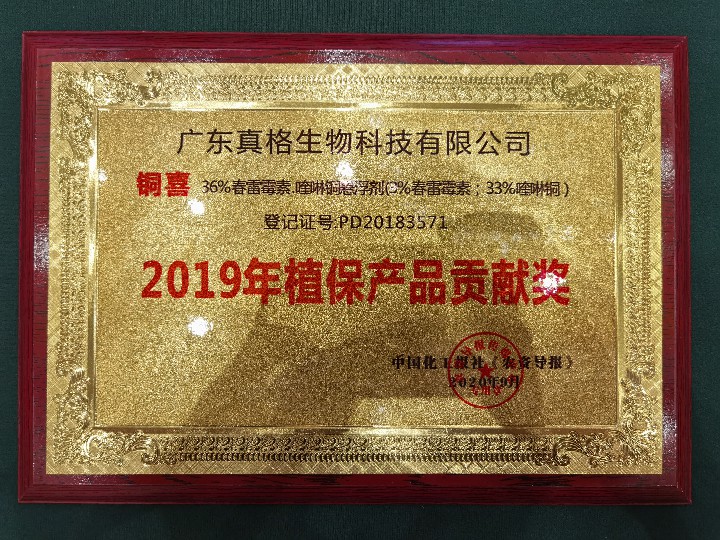 广东真格生物科技有限公司
铜喜 36%春雷霉素.喹啉铜悬浮剂(3%春雷霉素；33%喹啉铜）
登记证号:PD20183571
2019年植保产品贡献奖
中国化工报社《农资导报》
2020年9月